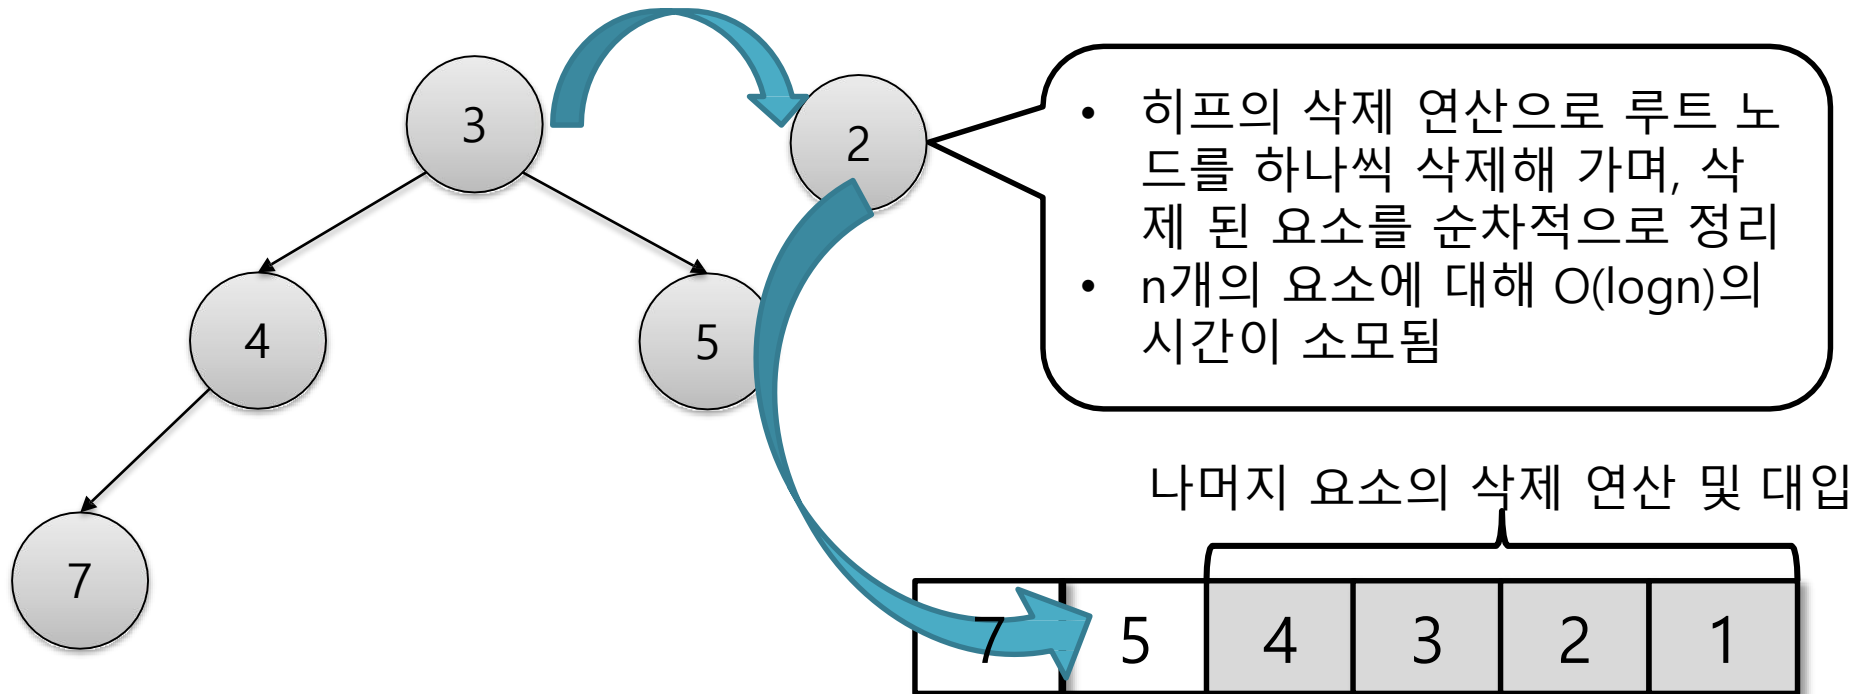 3
2
• 히프의 삭제 연산으로 루트 노
드를 하나씩 삭제해 가며, 삭
제 된 요소를 순차적으로 정리
• n개의 요소에 대해 O(logn)의
시간이 소모됨
4
5
나머지 요소의 삭제 연산 및 대입
7
7 5 4 3 2 1